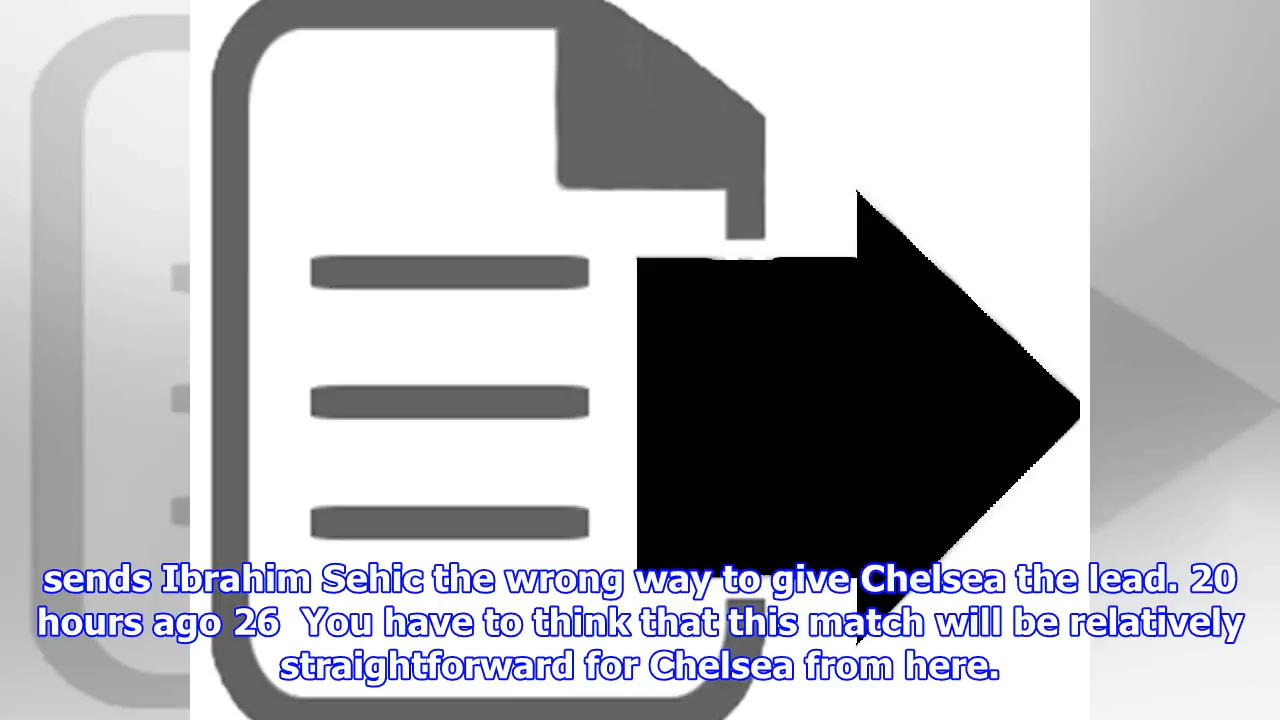 sends Ibrahim Sehic the wrong way to give Chelsea the lead. 20
hours ago 26  You have to think that this match will be relatively
straightforward for Chelsea from here.